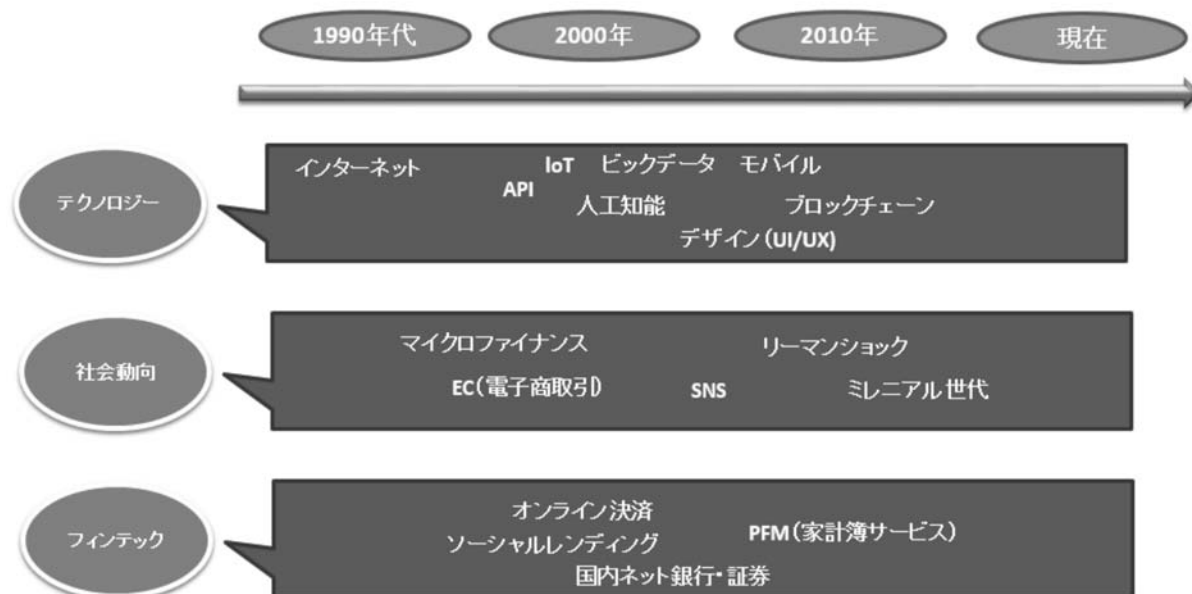 1990年代 2000年 2010年 現在
テクノロジー
インターネット IoT ビックデータ モバイル
API
人工知能 ブロックチェーン
デザイン(UI/UX)
社会動向
マイクロファイナンス リーマンショック
EC(電子商取引) SNS ミレニアル世代
フィンテック
オンライン決済
PFM(家計簿サービス)
ソーシャルレンディング
国内ネット銀行・証券